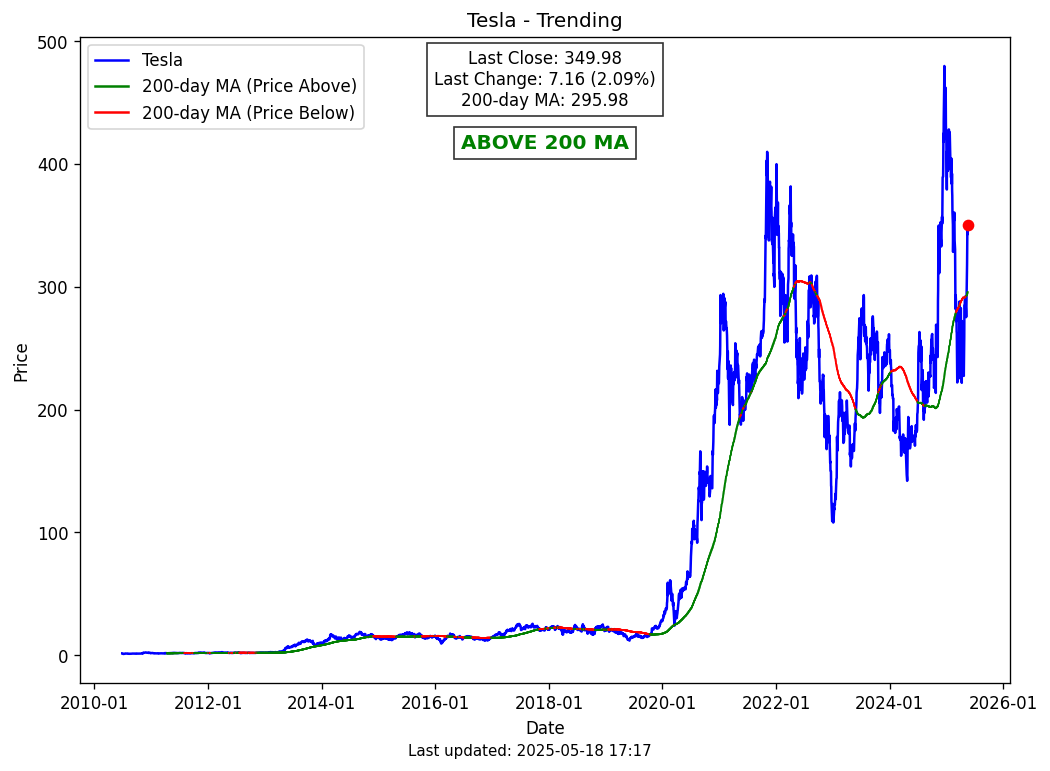 Tesla - Trending
Tesla
200-day MA (Price Above)
200-day MA (Price Below)
Last Close: 349.98
Last Change: 7.16 (2.09%)
200-day MA: 295.98
ABOVE 200 MA
Price
500
400
300
200
100
0
2010-01
2012-01
2014-01
2016-01
2018-01
2020-01
2022-01
2024-01
2026-01
Date
Last updated: 2025-05-18 17:17